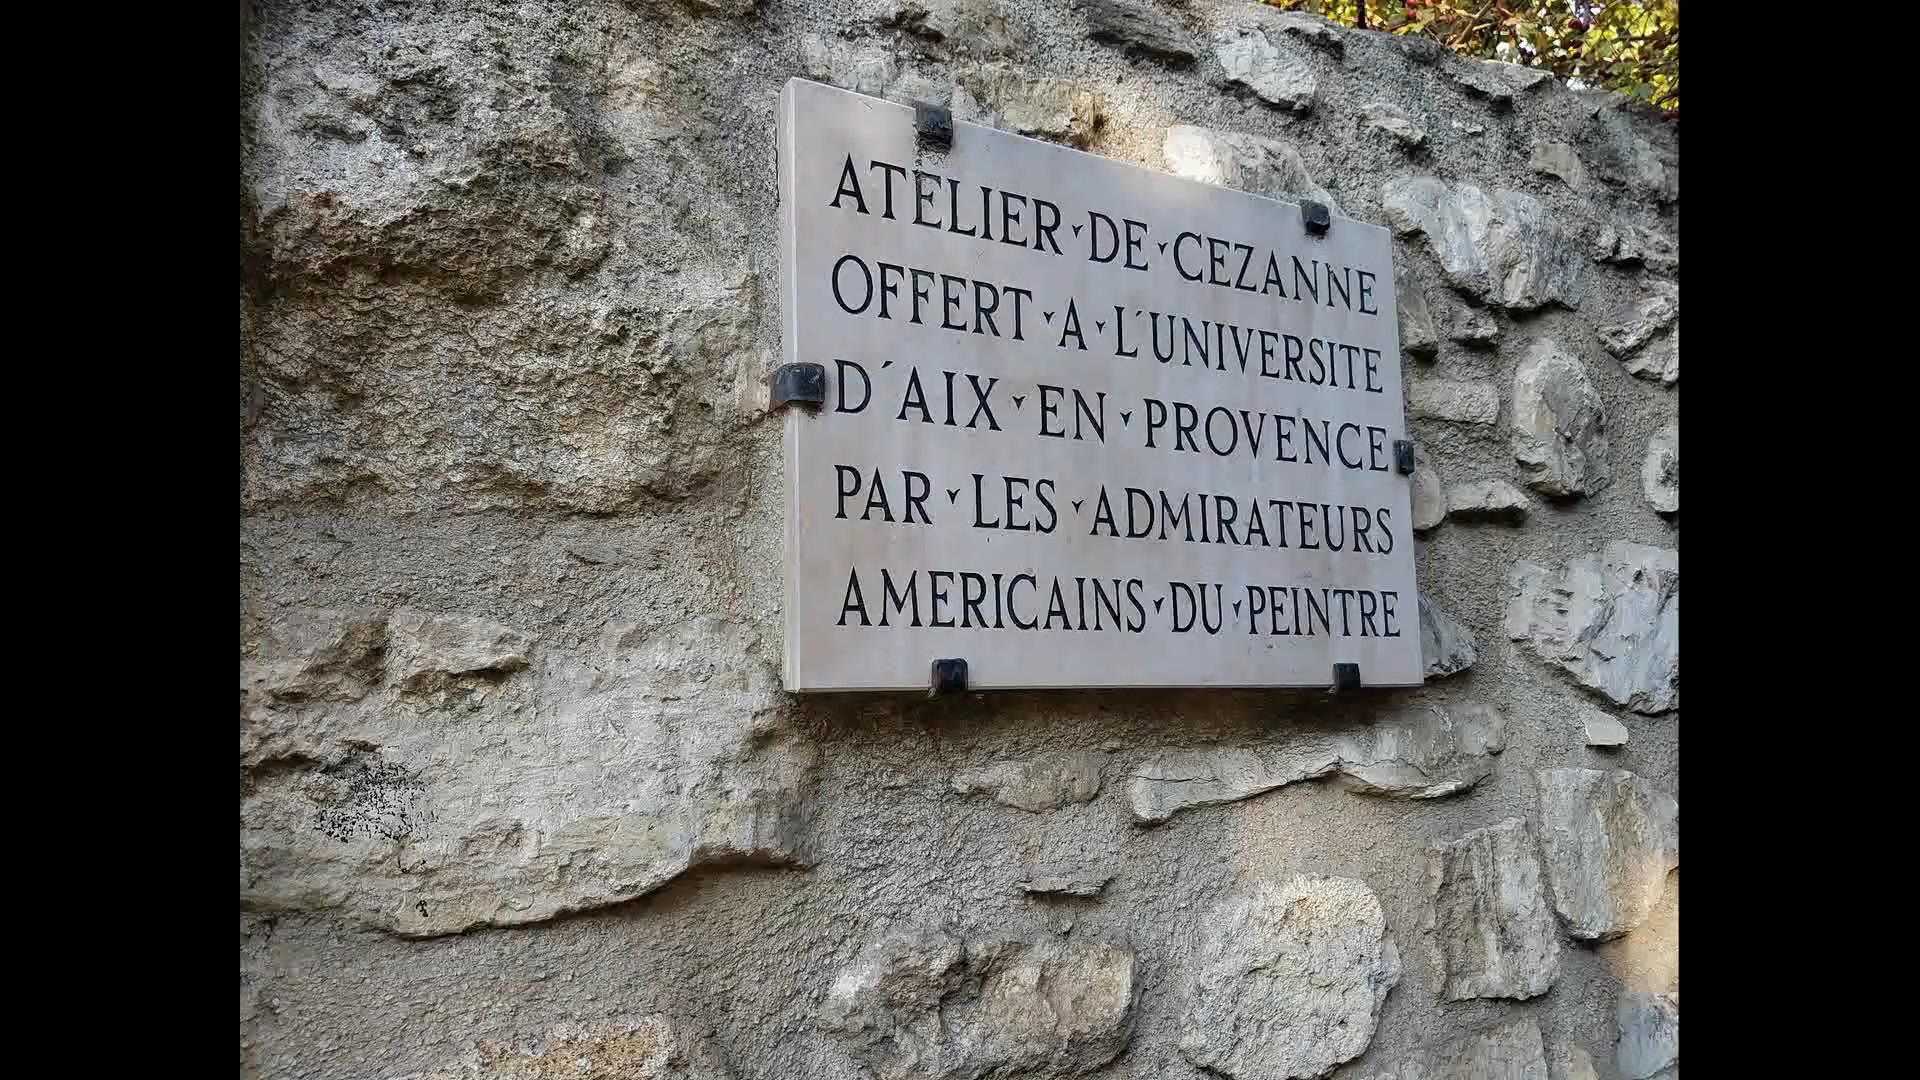 ATELIER DE CEZANNE
OFFERT A L'UNIVERSITE
D'AIX EN PROVENCE
PAR LES ADMIRATEURS
AMERICAINS DU PEINTRE